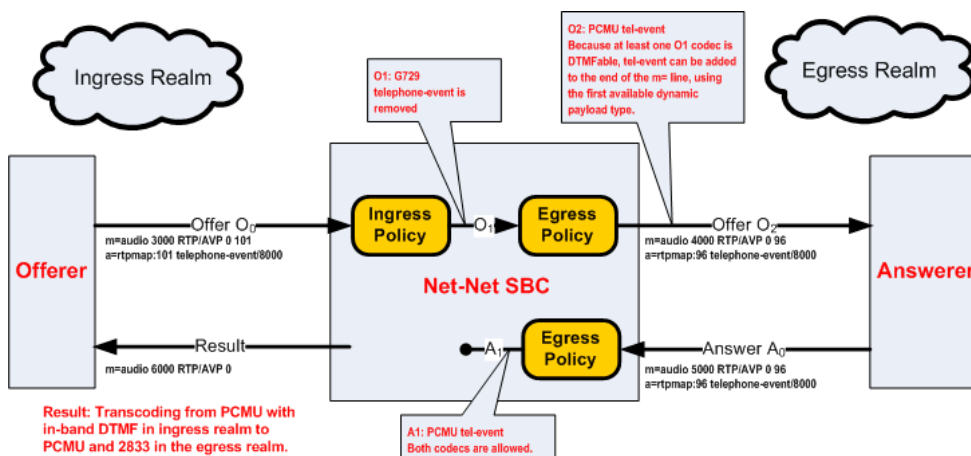 Ingress Realm
O1: G729
telephone-event is
removed
O2: PCMU tel-event
Because at least one O1 codec is
DTMFable, tel-event can be added
to the end of the m= line, using
the first available dynamic
payload type.
Egress Realm
Offerer
Offer O0
m=audio 3000 RTP/AVP 0 101
a=rtpmap:101 telephone-event/8000
Ingress
Policy
O1
Egress
Policy
Offer O2
m=audio 4000 RTP/AVP 0 96
a=rtpmap:96 telephone-event/8000
Answerer
Net-Net SBC
Result
m=audio 6000 RTP/AVP 0
A1
Egress
Policy
Answer A0
m=audio 5000 RTP/AVP 0 96
a=rtpmap:96 telephone-event/8000
Result: Transcoding from PCMU with
in-band DTMF in ingress realm to
PCMU and 2833 in the egress realm.
A1: PCMU tel-event
Both codecs are allowed.